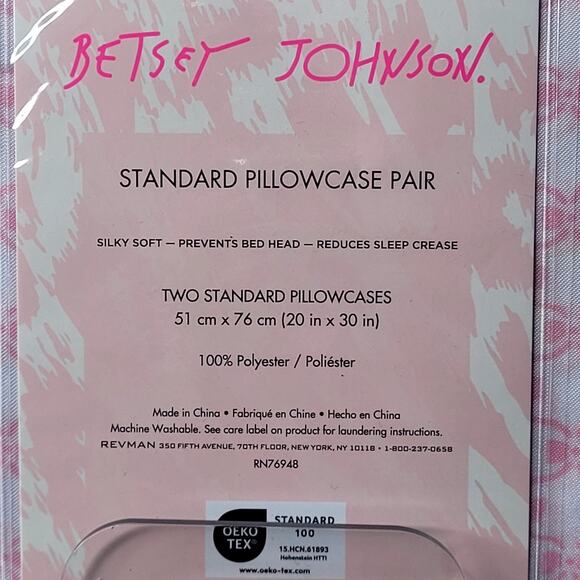 BETSEY JOHNSON.
STANDARD PILLOWCASE PAIR
SILKY SOFT — PREVENTS BED HEAD — REDUCES SLEEP CREASE
TWO STANDARD PILLOWCASES
51 cm x 76 cm (20 in x 30 in)
100% Polyester / Poliéster
Made in China • Fabriqué en Chine • Hecho en China
Machine Washable. See care label on product for laundering instructions.
REVMAN 350 FIFTH AVENUE, 70TH FLOOR, NEW YORK, NY 10118 • 1-800-237-0658
RN76948
OEKO
TEX®
STANDARD
100
15.HCN.61893
Hohenstein HTTI
www.oeko-tex.com